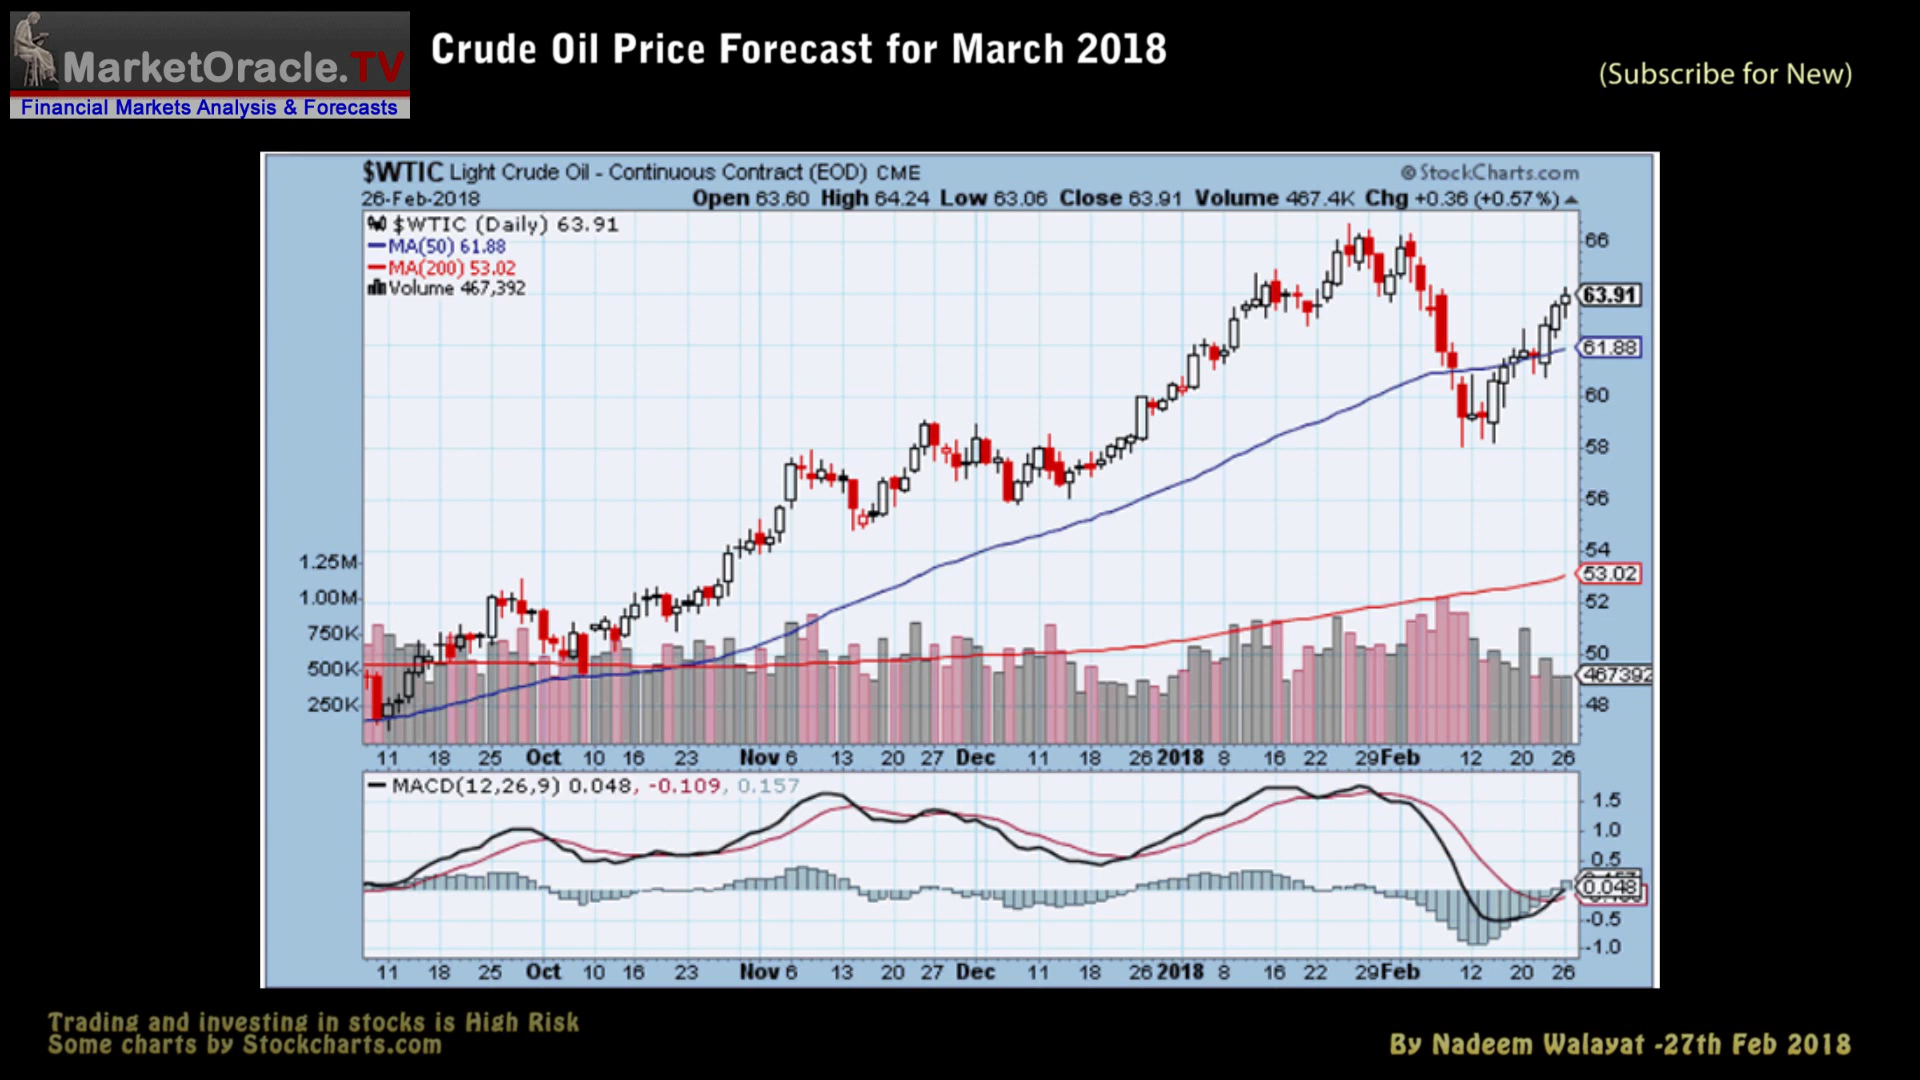 MarketOracle.TV
Financial Markets Analysis & Forecasts
Crude Oil Price Forecast for March 2018
(Subscribe for New)
$WTIC Light Crude Oil - Continuous Contract (EOD) CME
© StockCharts.com
26-Feb-2018
Open 63.60 High 64.24 Low 63.06 Close 63.91 Volume 467.4K Chg +0.36 (+0.57%)
$WTIC (Daily) 63.91
MA(50) 61.88
MA(200) 53.02
Volume 467,392
66
63.91
61.88
60
58
56
54
53.02
52
50
467392
48
1.25M
1.00M
750K
500K
250K
11 18 25 Oct 10 16 23 Nov 6 13 20 27 Dec 11 18 26 2018 8 16 22 29 Feb 12 20 26
MACD(12,26,9) 0.048, -0.109, 0.157
1.5
1.0
0.5
0.048
-0.5
-1.0
11 18 25 Oct 10 16 23 Nov 6 13 20 27 Dec 11 18 26 2018 8 16 22 29 Feb 12 20 26
Trading and investing in stocks is High Risk
Some charts by Stockcharts.com
By Nadeem Walayat -27th Feb 2018